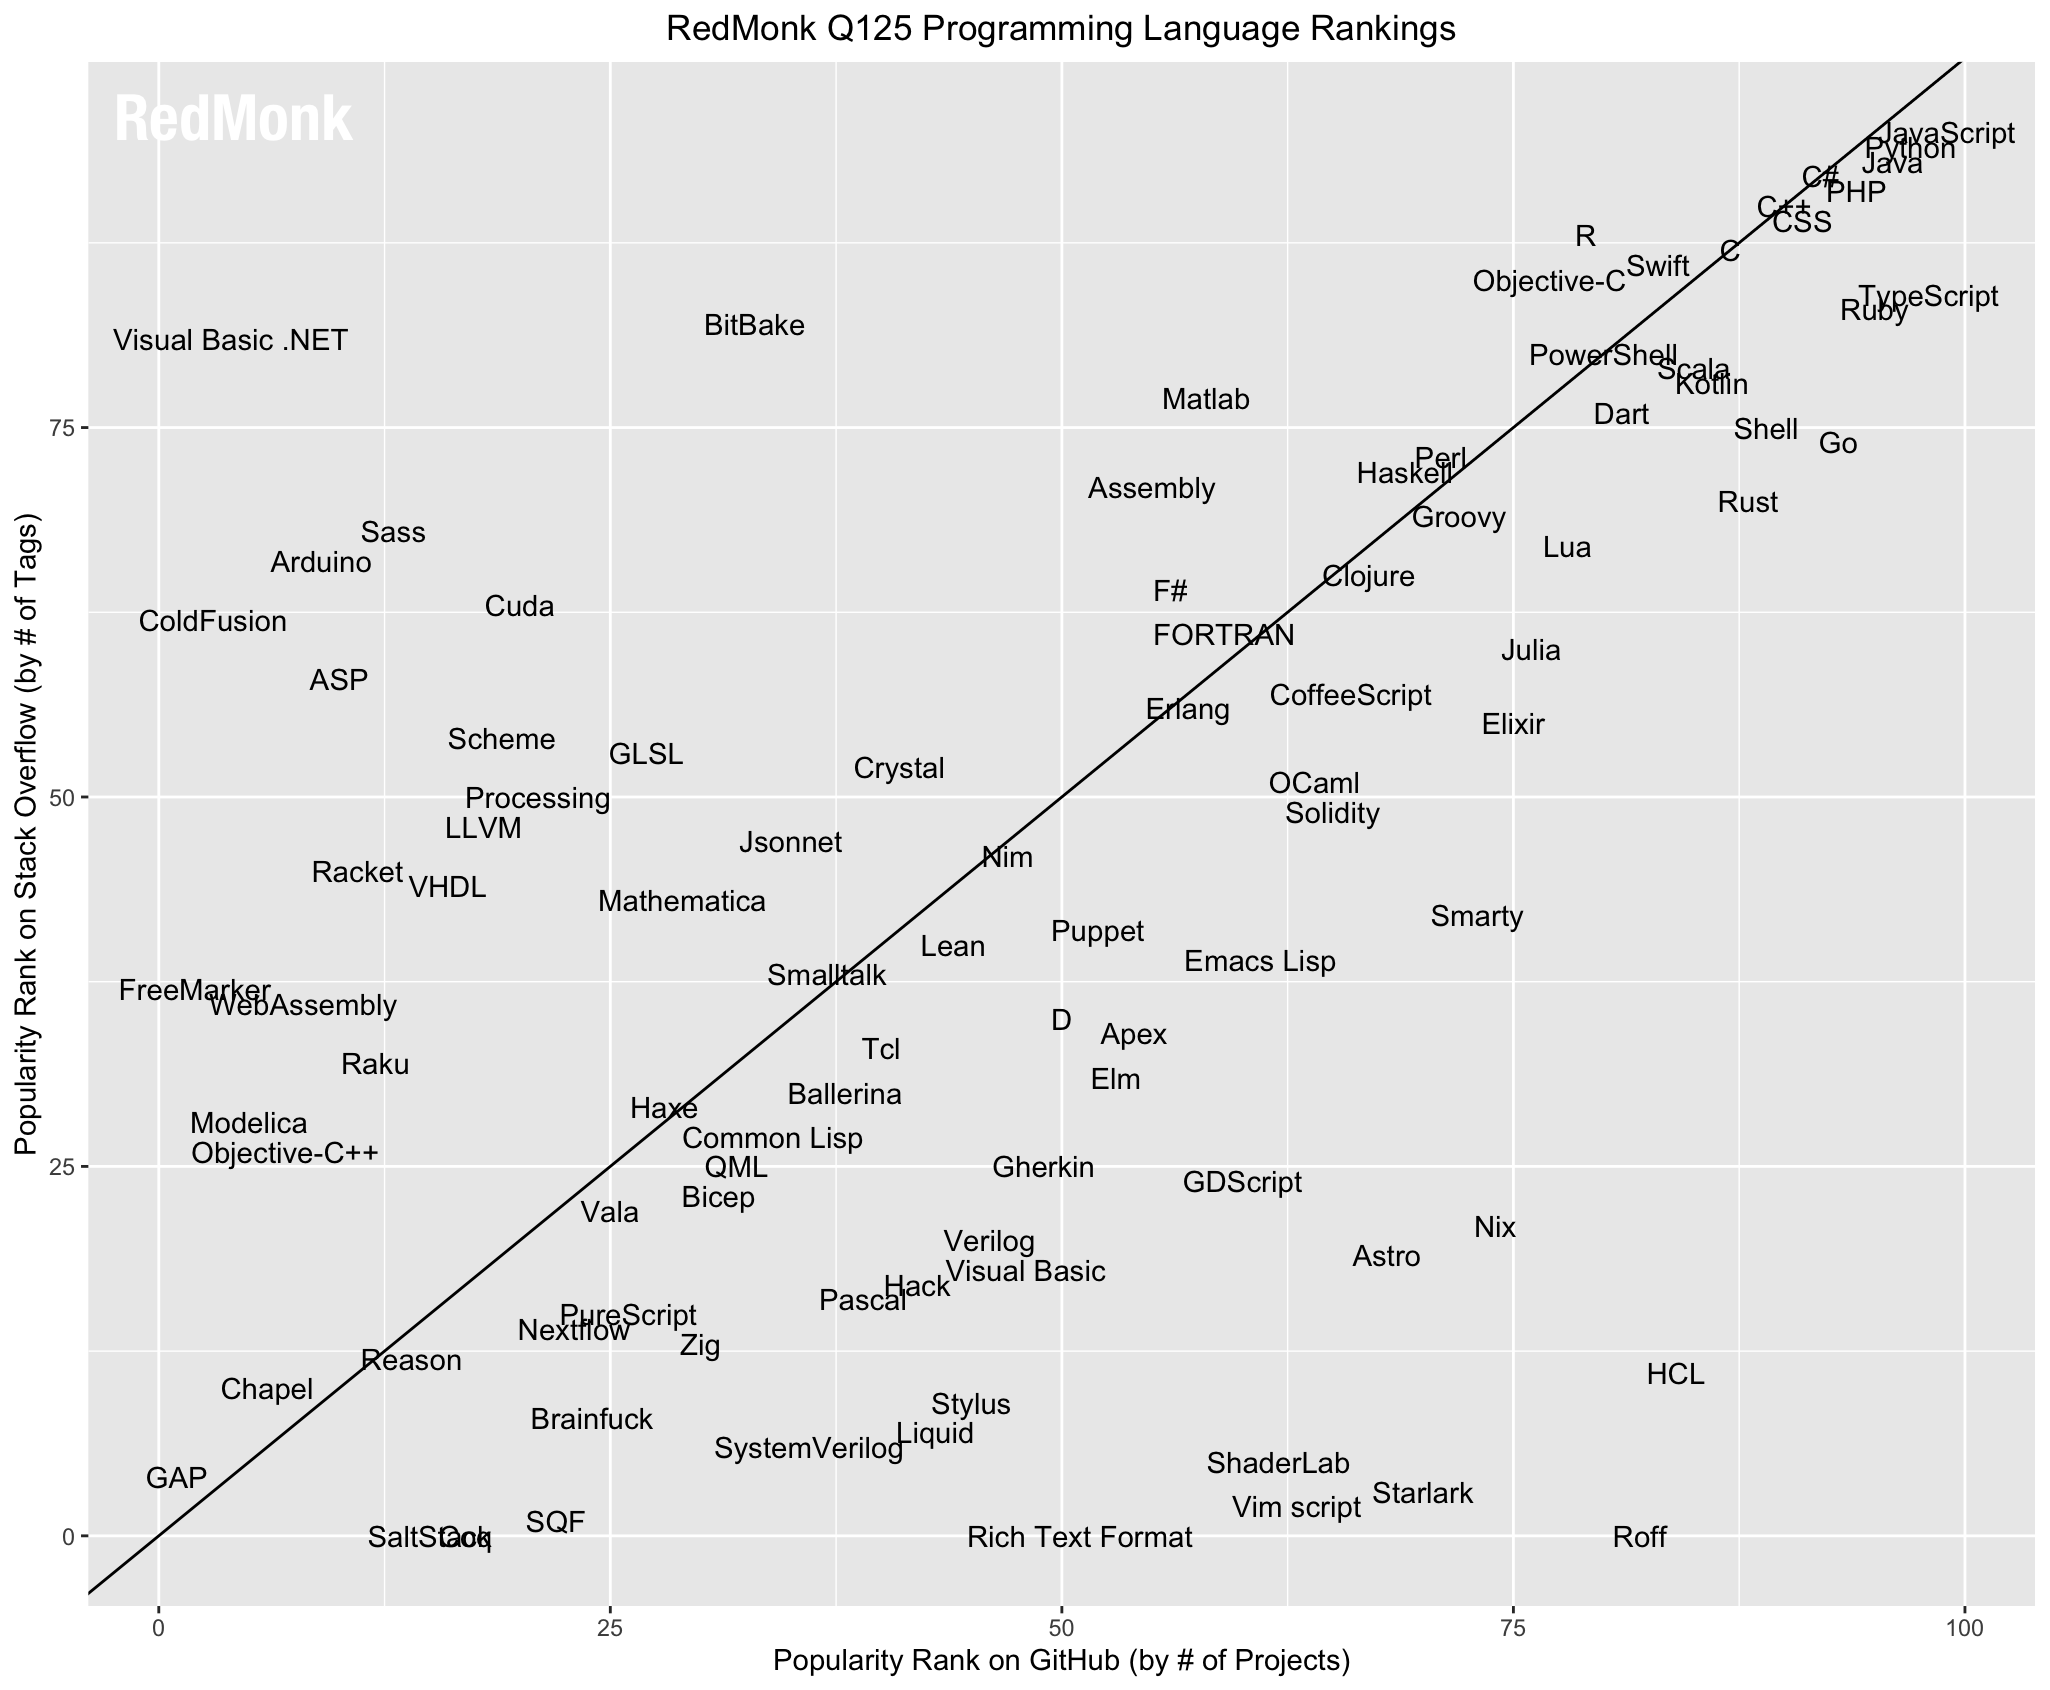 RedMonk Q125 Programming Language Rankings
RedMonk
JavaScript
Python
Java
C#
PHP
C++
CSS
R
C
Swift
Objective-C
TypeScript
Ruby
BitBake
Visual Basic .NET
PowerShell
Scala
Kotlin
Matlab
Dart
Shell
Go
75
Perl
Haskell
Assembly
Rust
Groovy
Sass
Lua
Arduino
Clojure
F#
Cuda
ColdFusion
FORTRAN
Julia
ASP
CoffeeScript
Erlang
Elixir
Scheme
GLSL
Crystal
OCaml
50
Processing
Solidity
LLVM
Jsonnet
Nim
Racket
VHDL
Mathematica
Smarty
Puppet
Lean
Emacs Lisp
Smalltalk
FreeMarker
WebAssembly
D
Apex
Tcl
Raku
Elm
Ballerina
Haxe
Modelica
Common Lisp
Objective-C++
25
QML
Gherkin
GDScript
Bicep
Vala
Nix
Verilog
Astro
Visual Basic
Hack
Pascal
PureScript
Nextflow
Zig
Reason
HCL
Chapel
Stylus
Brainfuck
Liquid
SystemVerilog
ShaderLab
GAP
Starlark
Vim script
SQF
0
SaltStack
Coq
Rich Text Format
Roff
0 25 50 75 100
Popularity Rank on GitHub (by # of Projects)
Popularity Rank on Stack Overflow (by # of Tags)